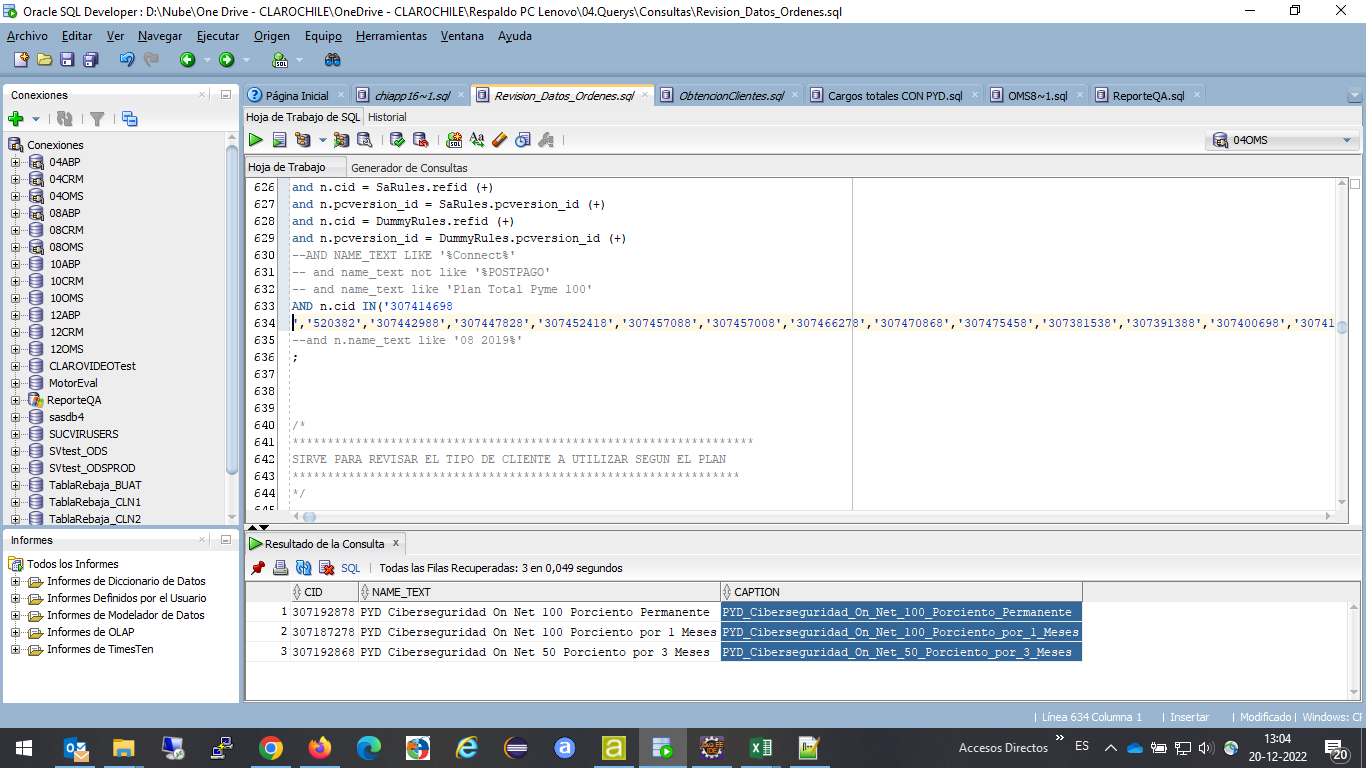 Oracle SQL Developer : D:\Nube\One Drive - CLAROCHILE\OneDrive - CLAROCHILE\Respaldo PC Lenovo\04.Querys\Consultas\Revision_Datos_Ordenes.sql
Archivo Editar Ver Navegar Ejecutar Origen Equipo Herramientas Ventana Ayuda
Conexiones
Conexiones
04ABP
04CRM
04OMS
08ABP
08CRM
08OMS
10ABP
10CRM
10OMS
12ABP
12CRM
12OMS
CLAROVIDEOTest
MotorEval
ReporteQA
sasdb4
SUCVIRUSERS
SVtest_ODS
SVtest_ODSPROD
TablaRebaja_BUAT
TablaRebaja_CLN1
TablaRebaja_CLN2
Informes
Todos los Informes
Informes de Diccionario de Datos
Informes Definidos por el Usuario
Informes de Modelador de Datos
Informes de OLAP
Informes de TimesTen
Página Inicial chiapp16~1.sql Revision_Datos_Ordenes.sql ObtencionClientes.sql Cargos totales CON PYD.sql OMS8~1.sql ReporteQA.sql
Hoja de Trabajo de SQL Historial
04OMS
Hoja de Trabajo Generador de Consultas
626 and n.cid = SaRules.refid (+)
627 and n.pcversion_id = SaRules.pcversion_id (+)
628 and n.cid = DummyRules.refid (+)
629 and n.pcversion_id = DummyRules.pcversion_id (+)
630 --AND NAME_TEXT LIKE '%Connect%'
631 -- and name_text not like '%POSTPAGO'
632 -- and name_text like 'Plan Total Pyme 100'
633 AND n.cid IN('307414698
634 ','520382','307442988','307447828','307452418','307457088','307457008','307466278','307470868','307475458','307381538','307391388','307400698','30741
635 --and n.name_text like '08 2019%'
636 ;
637
638
639
640 /*
641 ******************************************************************
642 SIRVE PARA REVISAR EL TIPO DE CLIENTE A UTILIZAR SEGUN EL PLAN
643 ****************************************************************
644 */
645
Resultado de la Consulta x
SQL | Todas las Filas Recuperadas: 3 en 0,049 segundos
CID NAME_TEXT CAPTION
1 307192878 PYD Ciberseguridad On Net 100 Porciento Permanente PYD_Ciberseguridad_On_Net_100_Porciento_Permanente
2 307187278 PYD Ciberseguridad On Net 100 Porciento por 1 Meses PYD_Ciberseguridad_On_Net_100_Porciento_por_1_Meses
3 307192868 PYD Ciberseguridad On Net 50 Porciento por 3 Meses PYD_Ciberseguridad_On_Net_50_Porciento_por_3_Meses
| Línea 634 Columna 1 | Insertar | Modificado | Windows: CF
Accesos Directos » ES 13:04
20-12-2022 20